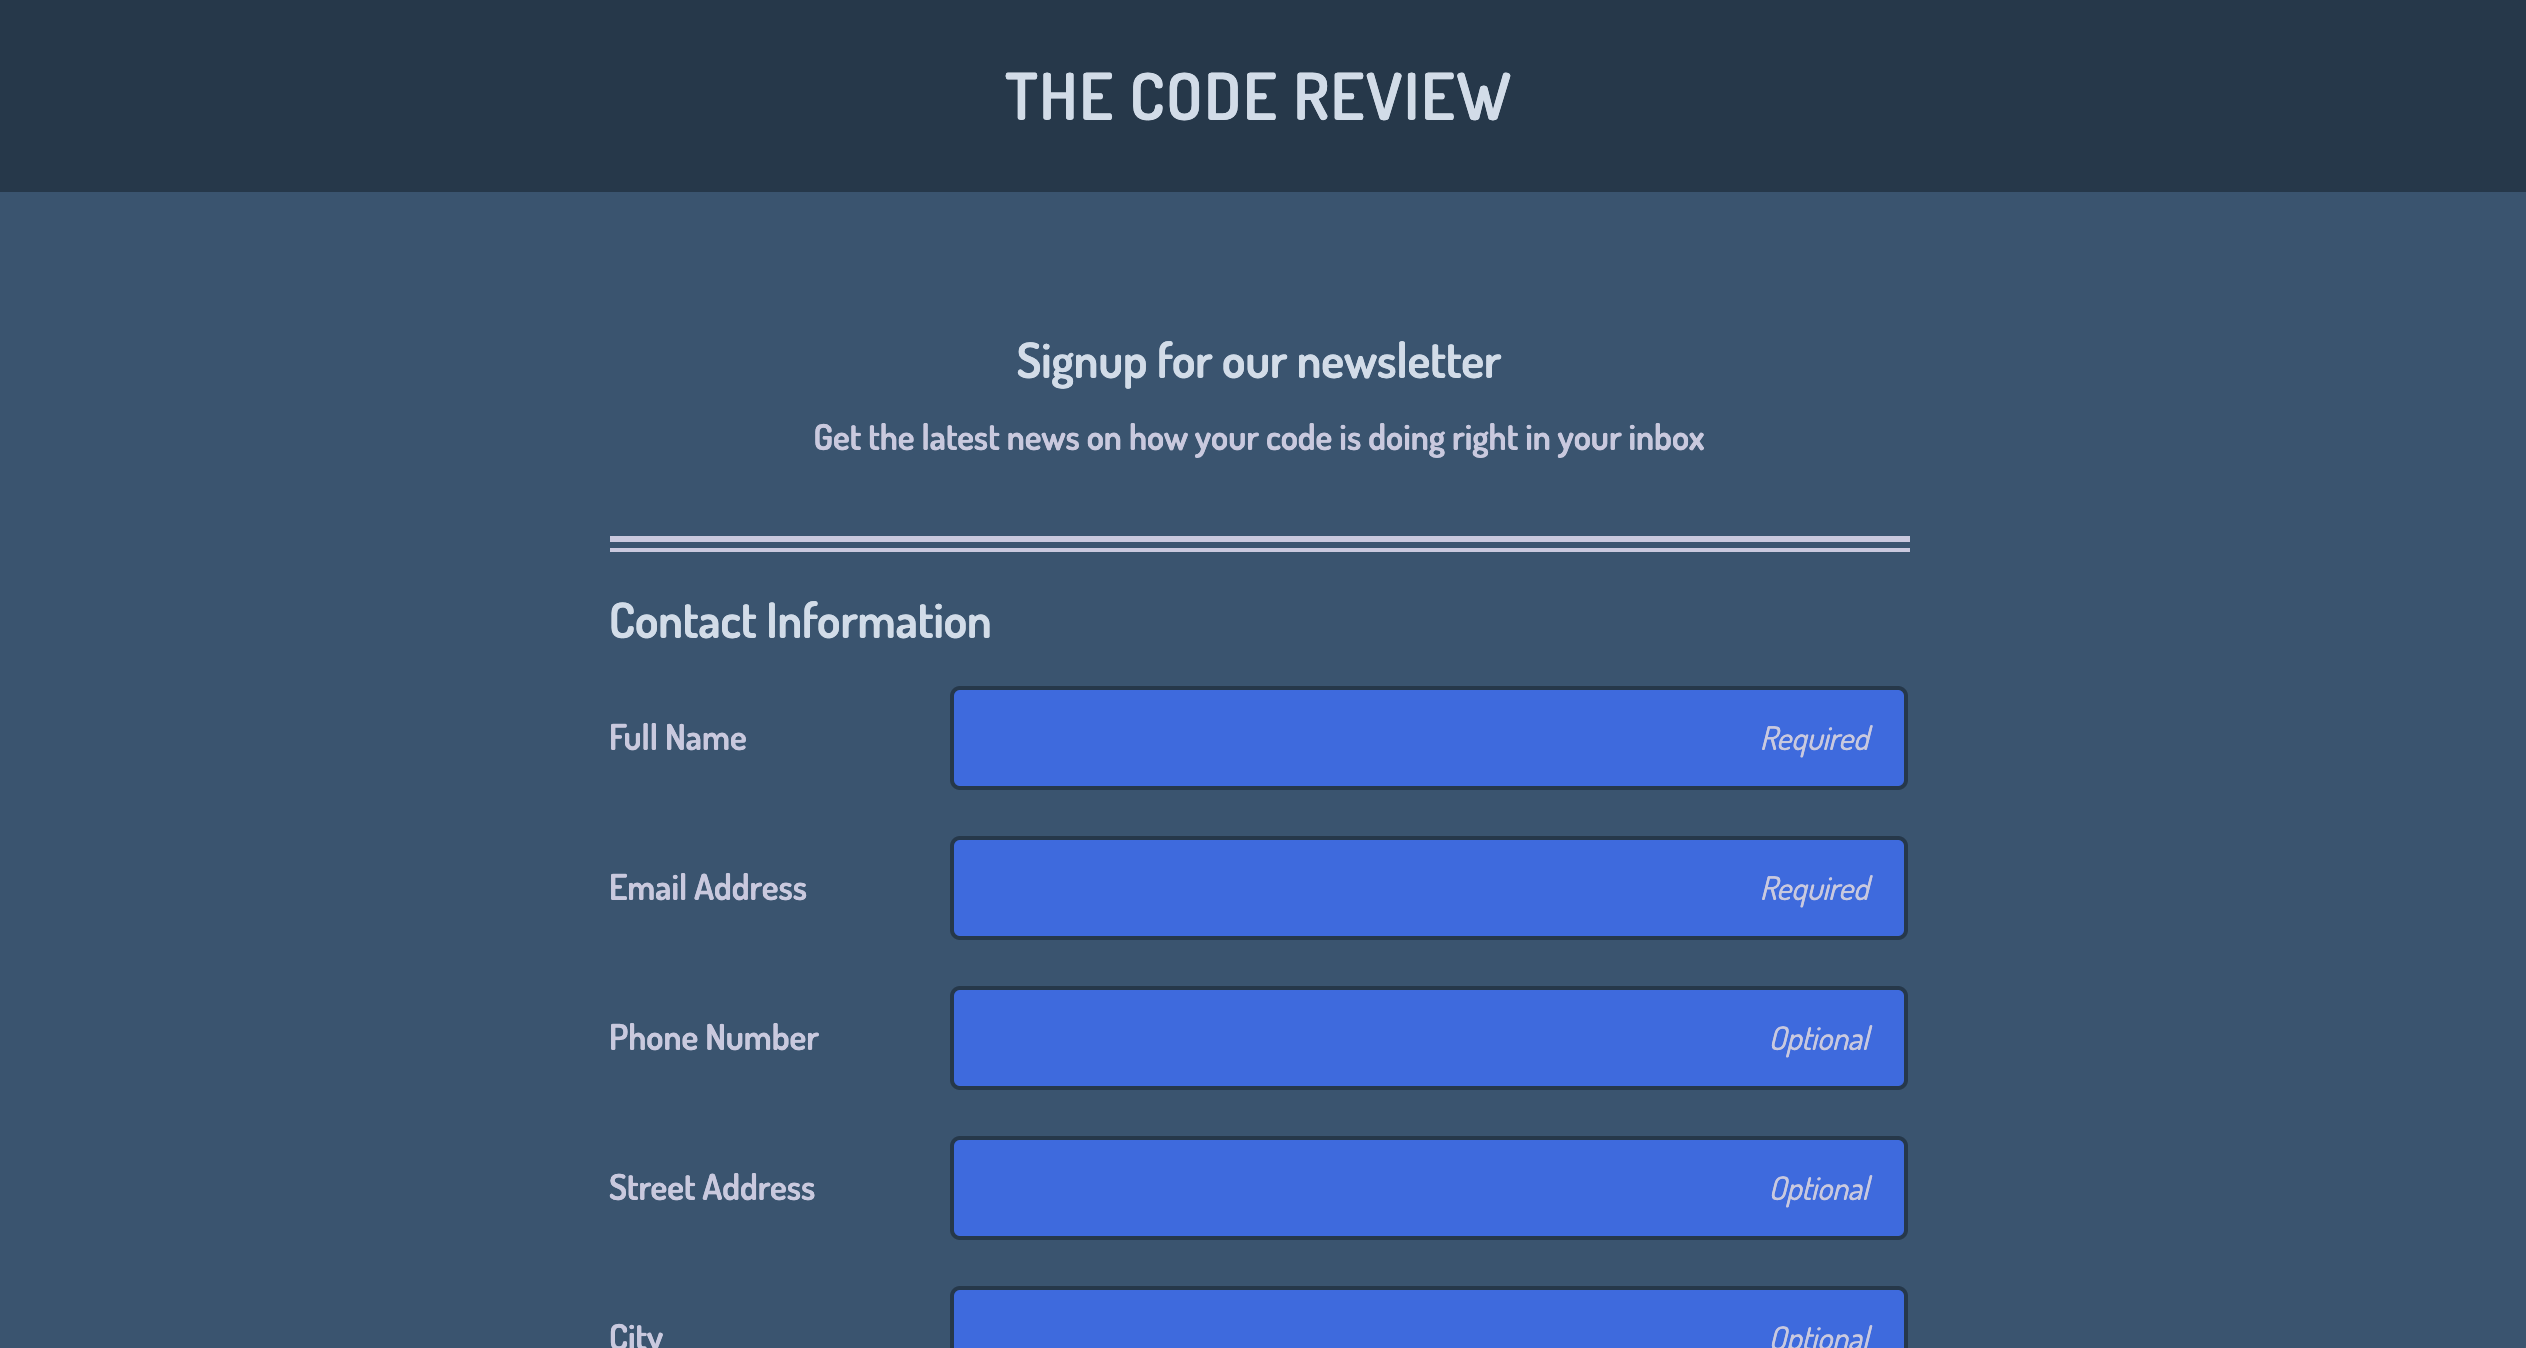 THE CODE REVIEW
Signup for our newsletter
Get the latest news on how your code is doing right in your inbox
Contact Information
Full Name Required
Email Address Required
Phone Number Optional
Street Address Optional
City Optional